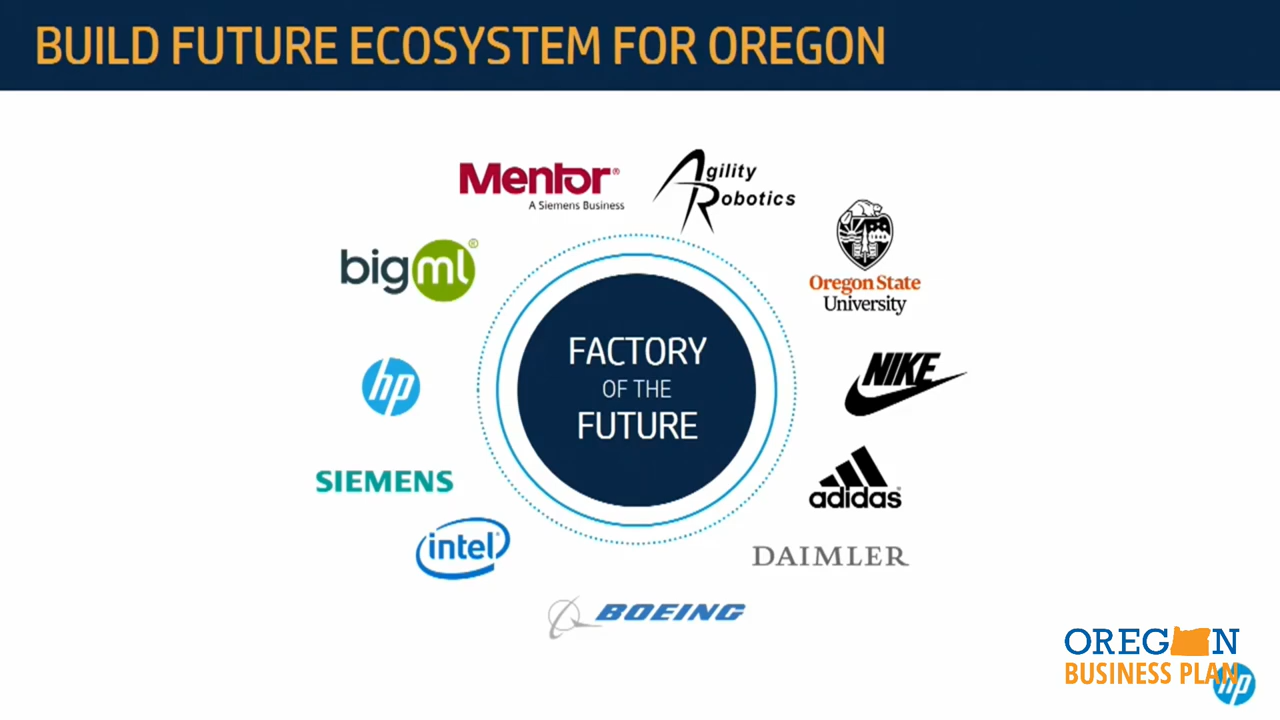 BUILD FUTURE ECOSYSTEM FOR OREGON
Mentor®
A Siemens Business
Agility
Robotics
bigml®
Oregon State
University
hp
FACTORY
OF THE
FUTURE
NIKE
SIEMENS
adidas®
intel®
DAIMLER
BOEING
OREGON
BUSINESS PLAN
hp